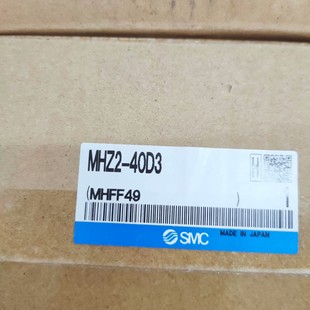 MHZ2-40D3
(MHFF49 )
SMC
MADE IN JAPAN